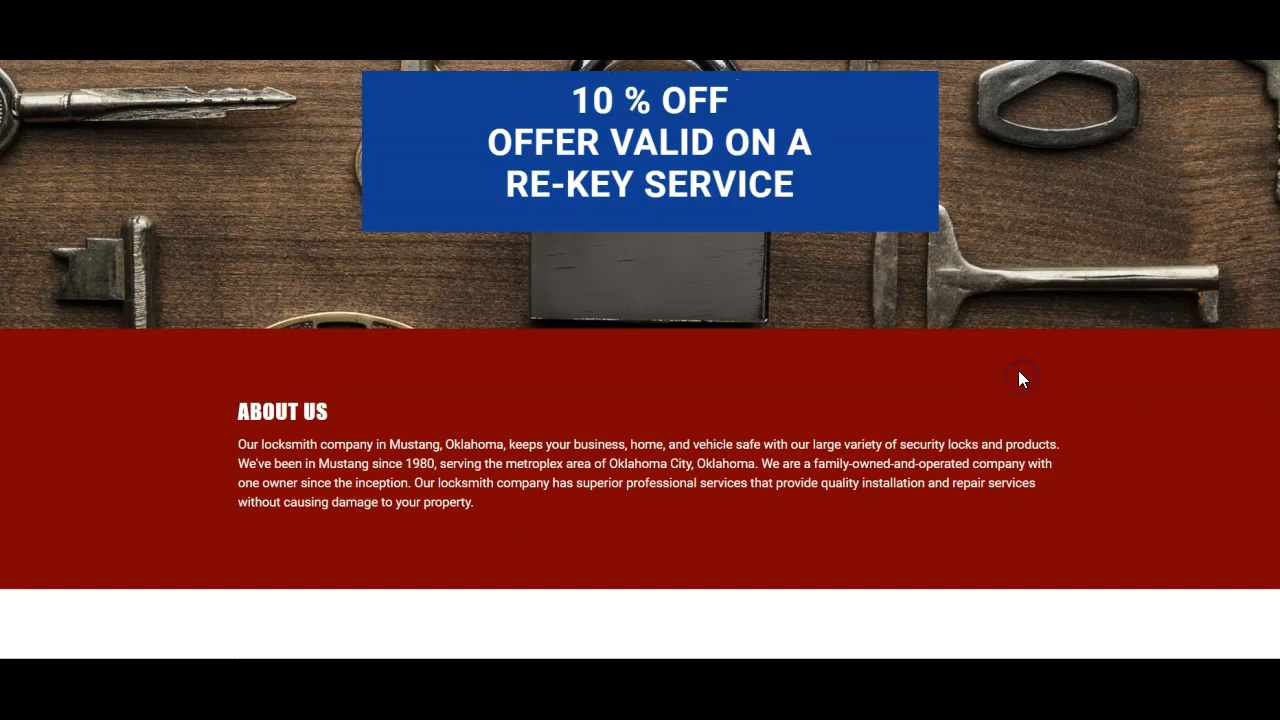 10 % OFF
OFFER VALID ON A
RE-KEY SERVICE
ABOUT US
Our locksmith company in Mustang, Oklahoma, keeps your business, home, and vehicle safe with our large variety of security locks and products.
We've been in Mustang since 1980, serving the metroplex area of Oklahoma City, Oklahoma. We are a family-owned-and-operated company with
one owner since the inception. Our locksmith company has superior professional services that provide quality installation and repair services
without causing damage to your property.